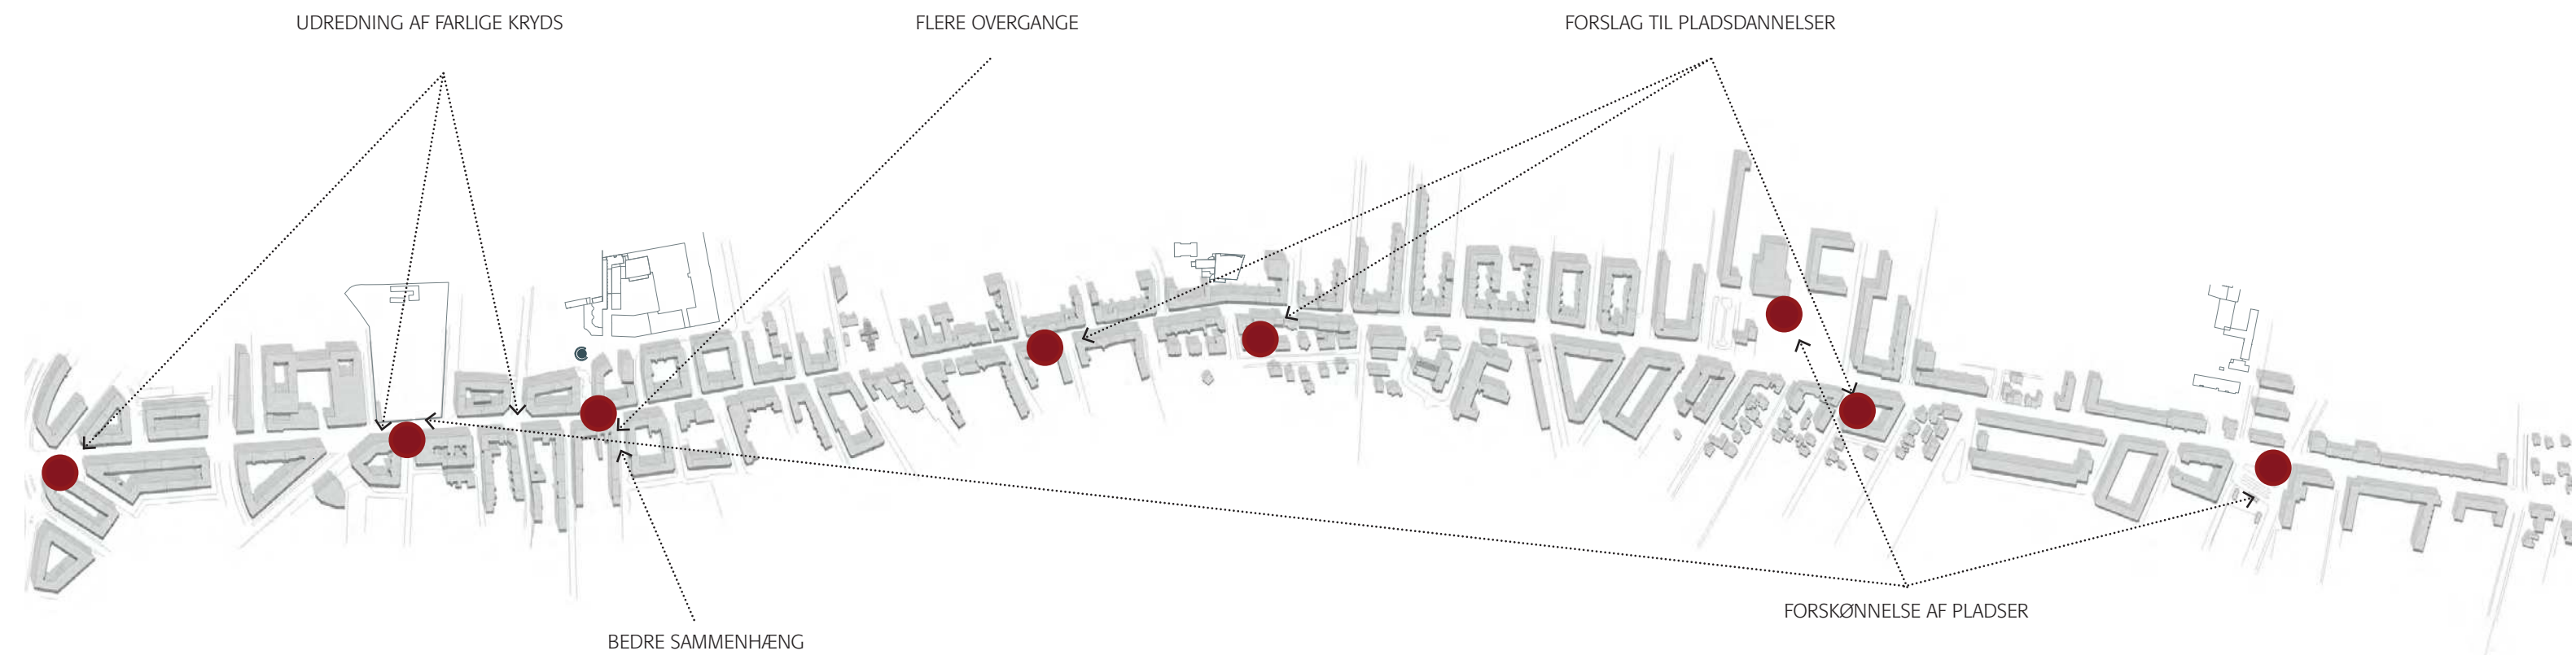 UDREDNING AF FARLIGE KRYDS
FLERE OVERGANGE
FORSLAG TIL PLADSDANNELSER
FORSKØNNELSE AF PLADSER
BEDRE SAMMENHÆNG